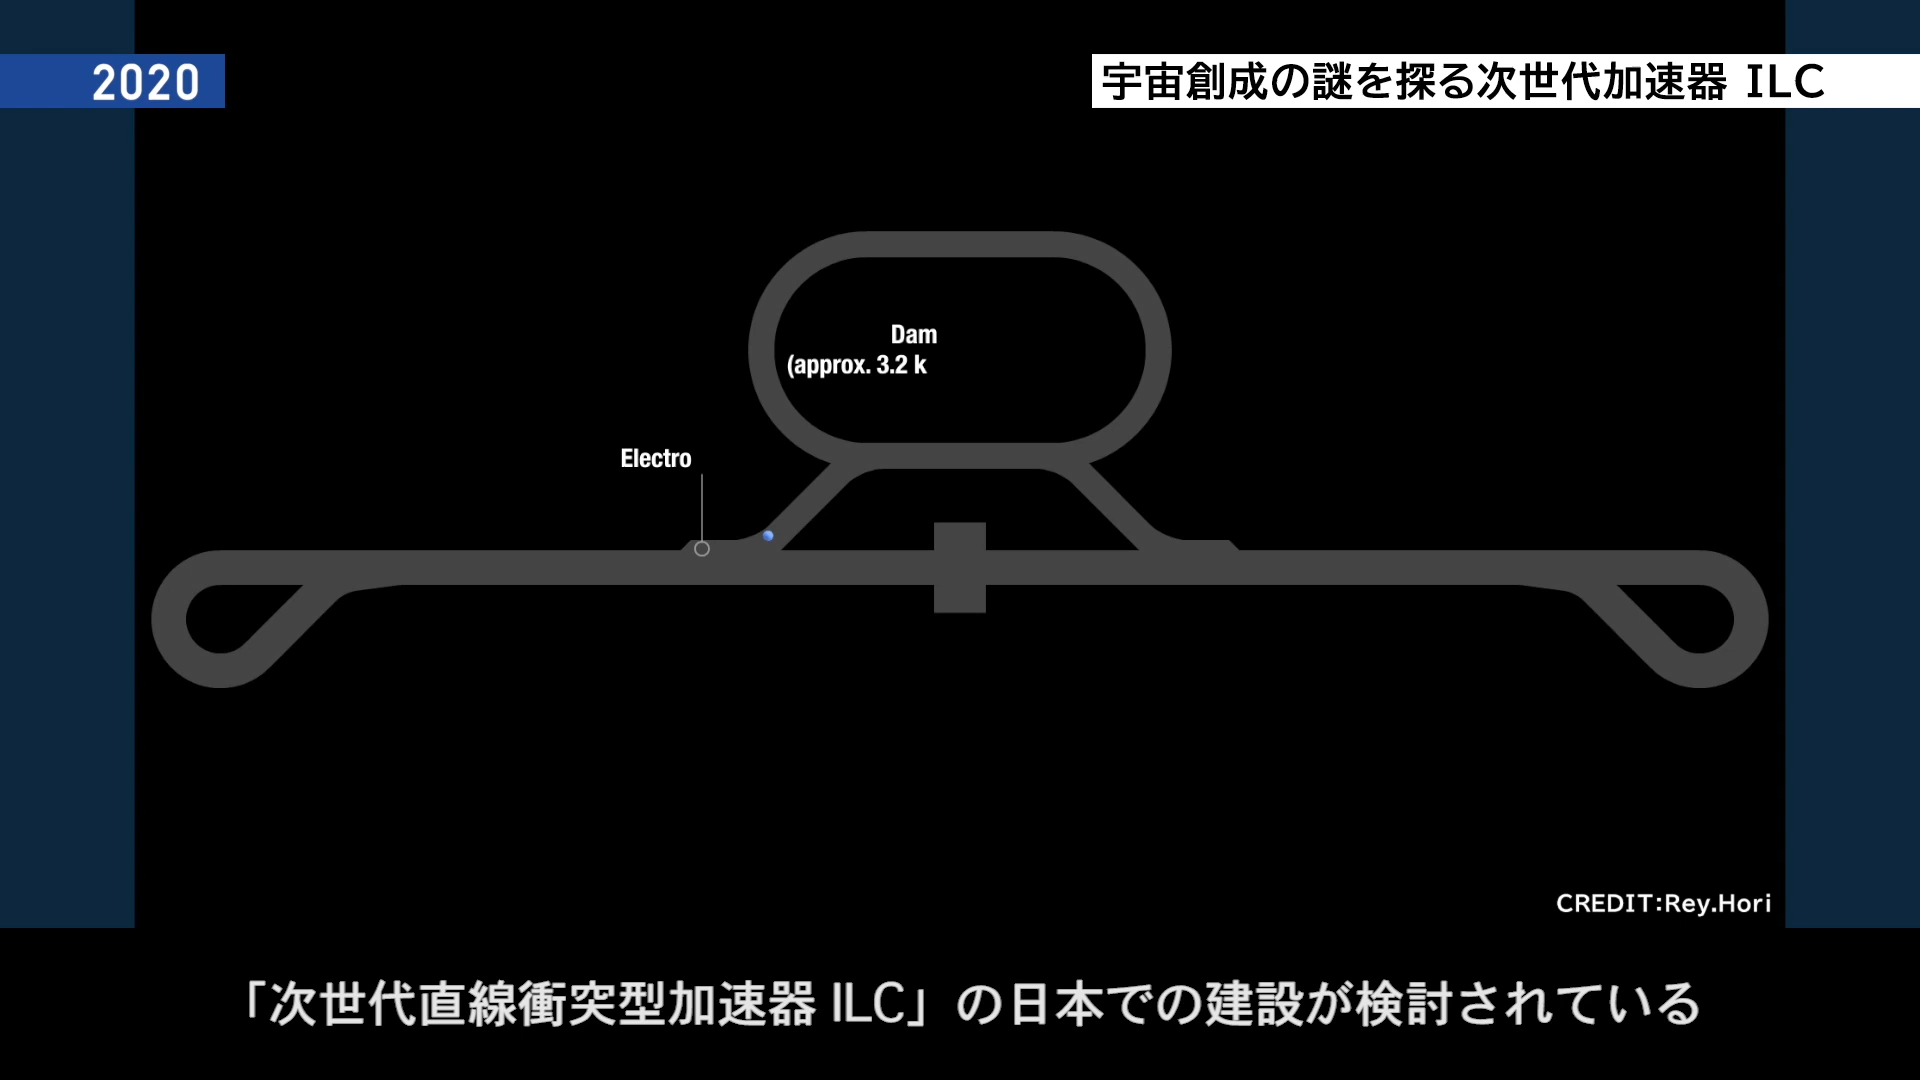 2020
宇宙創成の謎を探る次世代加速器 ILC
Dam
(approx. 3.2 k
Electro
CREDIT:Rey.Hori
「次世代直線衝突型加速器 ILC」の日本での建設が検討されている